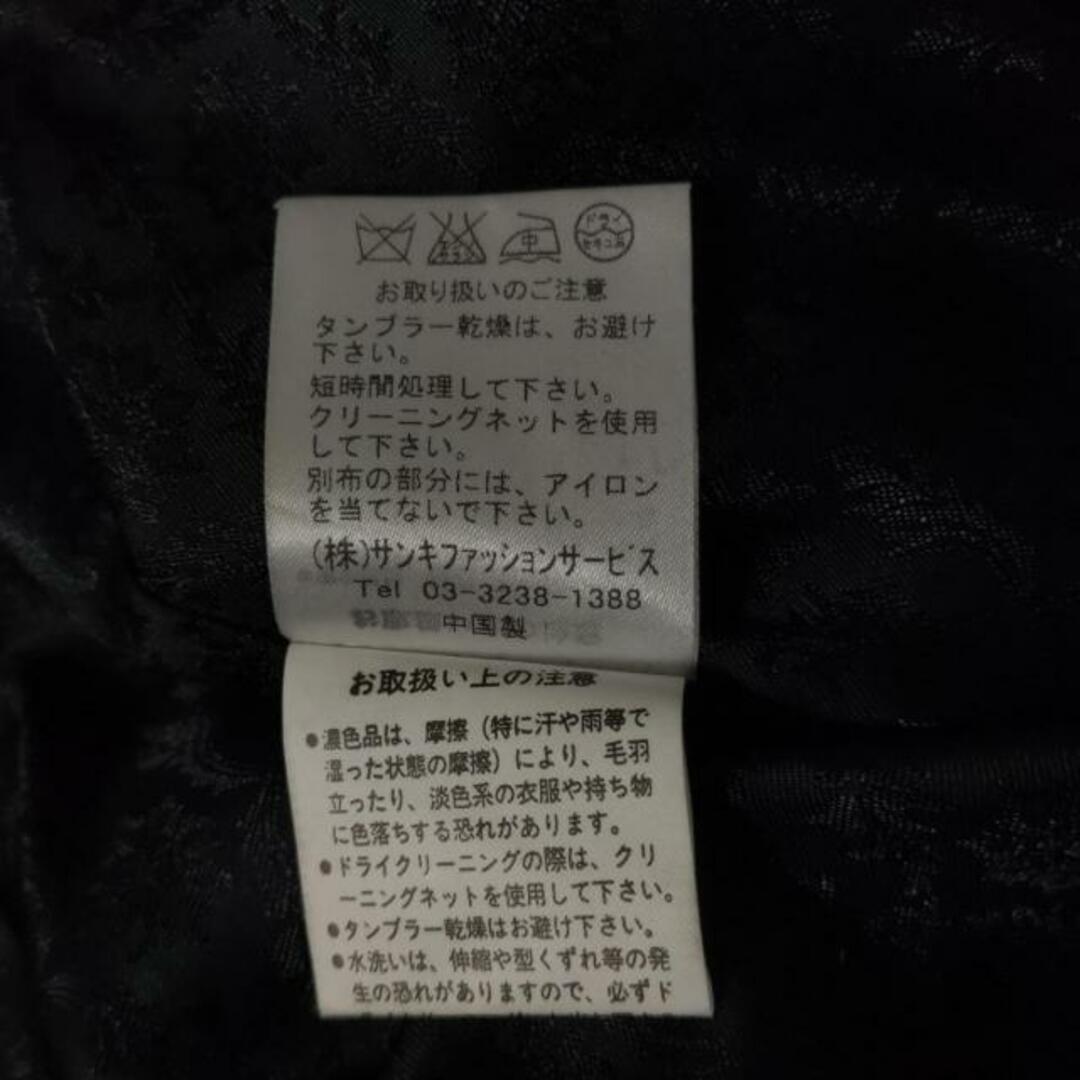 中
ドライ
セキユ系
お取り扱いのご注意
タンブラー乾燥は、お避け
下さい。
短時間処理して下さい。
クリーニングネットを使用
して下さい。
別布の部分には、アイロン
を当てないで下さい。
(株)サンキファッションサービス
Tel 03-3238-1388
中国製
お取扱い上の注意
●濃色品は、摩擦(特に汗や雨等で
湿った状態の摩擦)により、毛羽
立ったり、淡色系の衣服や持ち物
に色落ちする恐れがあります。
●ドライクリーニングの際は、クリ
ーニングネットを使用して下さい。
●タンブラー乾燥はお避け下さい。
●水洗いは、伸縮や型くずれ等の発
生の恐れがありますので、必ずド